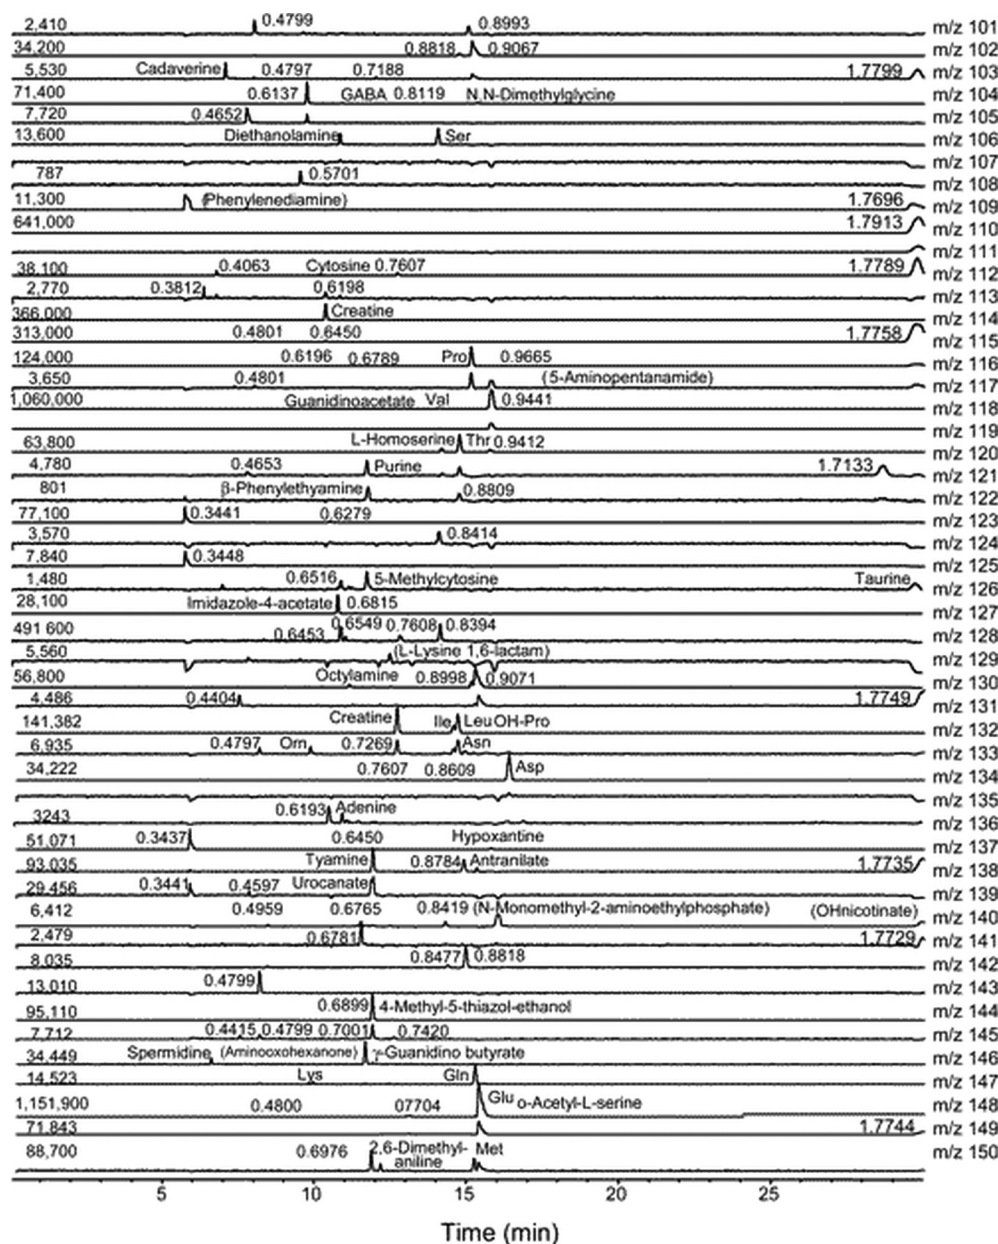 2,410 0.4799 0.8993 m/z 101
34,200 0.8818 0.9067 m/z 102
5,530 Cadaverine 0.4797 0.7188 1.7799 m/z 103
71,400 0.6137 GABA 0.8119 N,N-Dimethylglycine m/z 104
7,720 0.4652 m/z 105
13,600 Diethanolamine Ser m/z 106
m/z 107
787 0.5701 m/z 108
11,300 (Phenylenediamine) 1.7696 m/z 109
641,000 1.7913 m/z 110
m/z 111
38,100 0.4063 Cytosine 0.7607 1.7789 m/z 112
2,770 0.3812 0.6198 m/z 113
366,000 Creatine m/z 114
313,000 0.4801 0.6450 1.7758 m/z 115
124,000 0.6196 0.6789 Pro 0.9665 m/z 116
3,650 0.4801 (5-Aminopentanamide) m/z 117
1,060,000 Guanidinoacetate Val 0.9441 m/z 118
m/z 119
63,800 L-Homoserine Thr 0.9412 m/z 120
4,780 0.4653 Purine 1.7133 m/z 121
801 β-Phenylethyamine 0.8809 m/z 122
77,100 0.3441 0.6279 m/z 123
3,570 0.8414 m/z 124
7,840 0.3448 m/z 125
1,480 0.6516 5-Methylcytosine Taurine m/z 126
28,100 Imidazole-4-acetate 0.6815 m/z 127
491 600 0.6453 0.6549 0.7608 0.8394 m/z 128
5,560 (L-Lysine 1,6-lactam) m/z 129
56,800 Octylamine 0.8998 0.9071 m/z 130
4,486 0.4404 1.7749 m/z 131
141,382 Creatine Ile Leu OH-Pro m/z 132
6,935 0.4797 Orn 0.7269 Asn m/z 133
34,222 0.7607 0.8609 Asp m/z 134
m/z 135
3243 0.6193 Adenine m/z 136
51,071 0.3437 0.6450 Hypoxantine m/z 137
93,035 Tyamine 0.8784 Antranilate 1.7735 m/z 138
29,456 0.3441 0.4597 Urocanate m/z 139
6,412 0.4959 0.6765 0.8419 (N-Monomethyl-2-aminoethylphosphate) (OHnicotinate) m/z 140
2,479 0.6781 1.7729 m/z 141
8,035 0.8477 0.8818 m/z 142
13,010 0.4799 m/z 143
95,110 0.6899 4-Methyl-5-thiazol-ethanol m/z 144
7,712 0.4415 0.4799 0.7001 0.7420 m/z 145
34,449 Spermidine (Aminooxohexanone) γ-Guanidino butyrate m/z 146
14,523 Lys Gln m/z 147
1,151,900 0.4800 07704 Glu o-Acetyl-L-serine m/z 148
71,843 1.7744 m/z 149
88,700 0.6976 2,6-Dimethyl- Met m/z 150
aniline
5 10 15 20 25
Time (min)